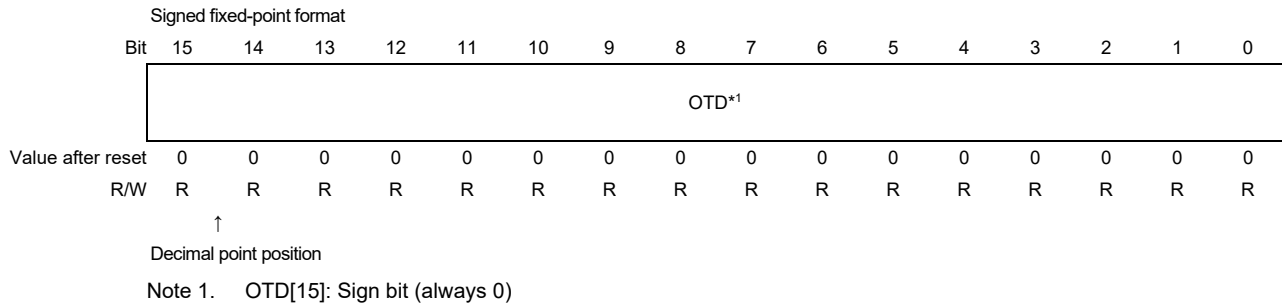 Signed fixed-point format
Bit 15 14 13 12 11 10 9 8 7 6 5 4 3 2 1 0
OTD*1
Value after reset 0 0 0 0 0 0 0 0 0 0 0 0 0 0 0 0
R/W R R R R R R R R R R R R R R R R
↑
Decimal point position
Note 1. OTD[15]: Sign bit (always 0)